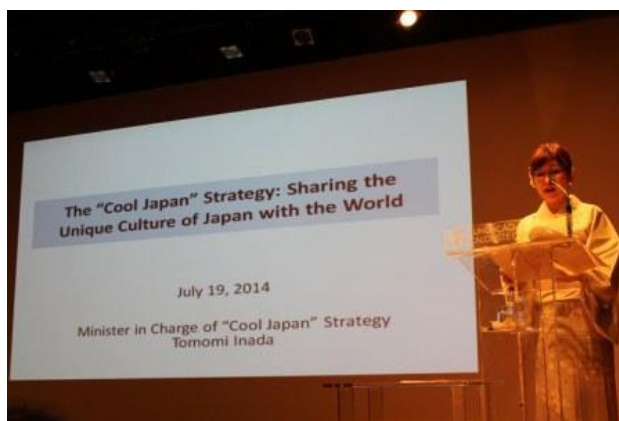 The “Cool Japan” Strategy: Sharing the
Unique Culture of Japan with the World
July 19, 2014
Minister in Charge of “Cool Japan” Strategy
Tomomi Inada